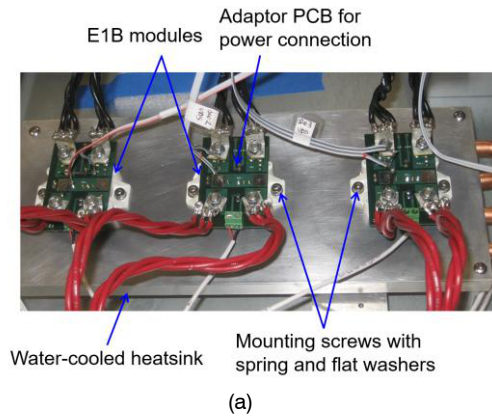 E1B modules
Adaptor PCB for
power connection
Water-cooled heatsink
Mounting screws with
spring and flat washers
(a)